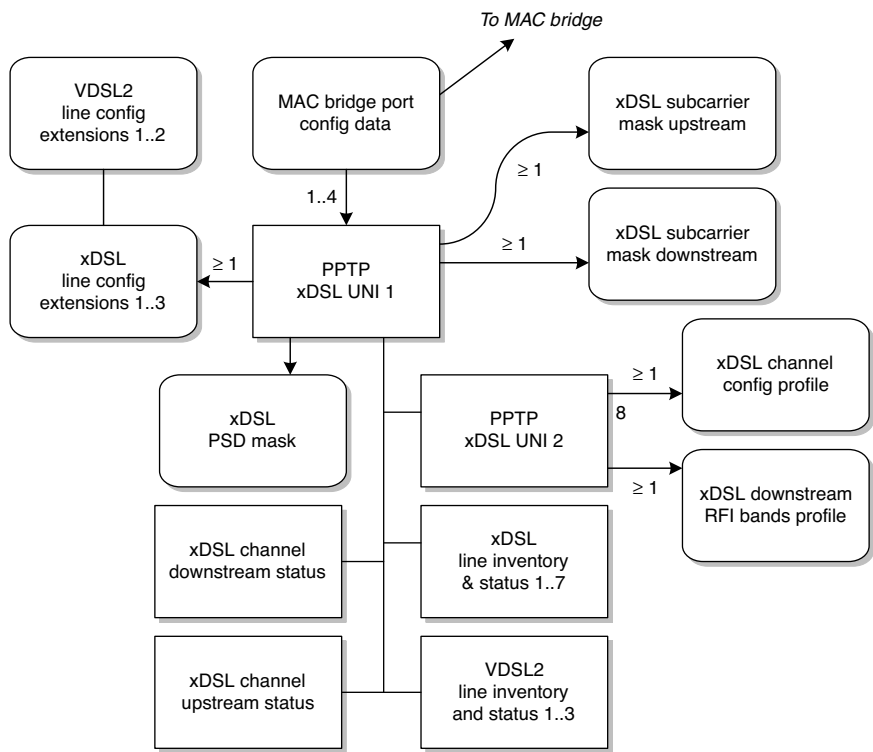 To MAC bridge
VDSL2
line config
extensions 1..2
MAC bridge port
config data
xDSL subcarrier
mask upstream
≥ 1
1..4
xDSL
line config
extensions 1..3
≥ 1
PPTP
xDSL UNI 1
≥ 1
xDSL subcarrier
mask downstream
xDSL
PSD mask
PPTP
xDSL UNI 2
≥ 1
8
≥ 1
xDSL channel
config profile
xDSL downstream
RFI bands profile
xDSL channel
downstream status
xDSL
line inventory
& status 1..7
xDSL channel
upstream status
VDSL2
line inventory
and status 1..3